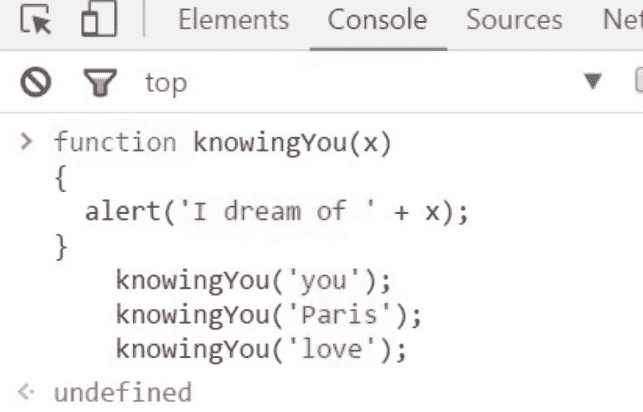 Elements Console Sources Net
top
> function knowingYou(x)
{
alert('I dream of ' + x);
}
knowingYou('you');
knowingYou('Paris');
knowingYou('love');
undefined